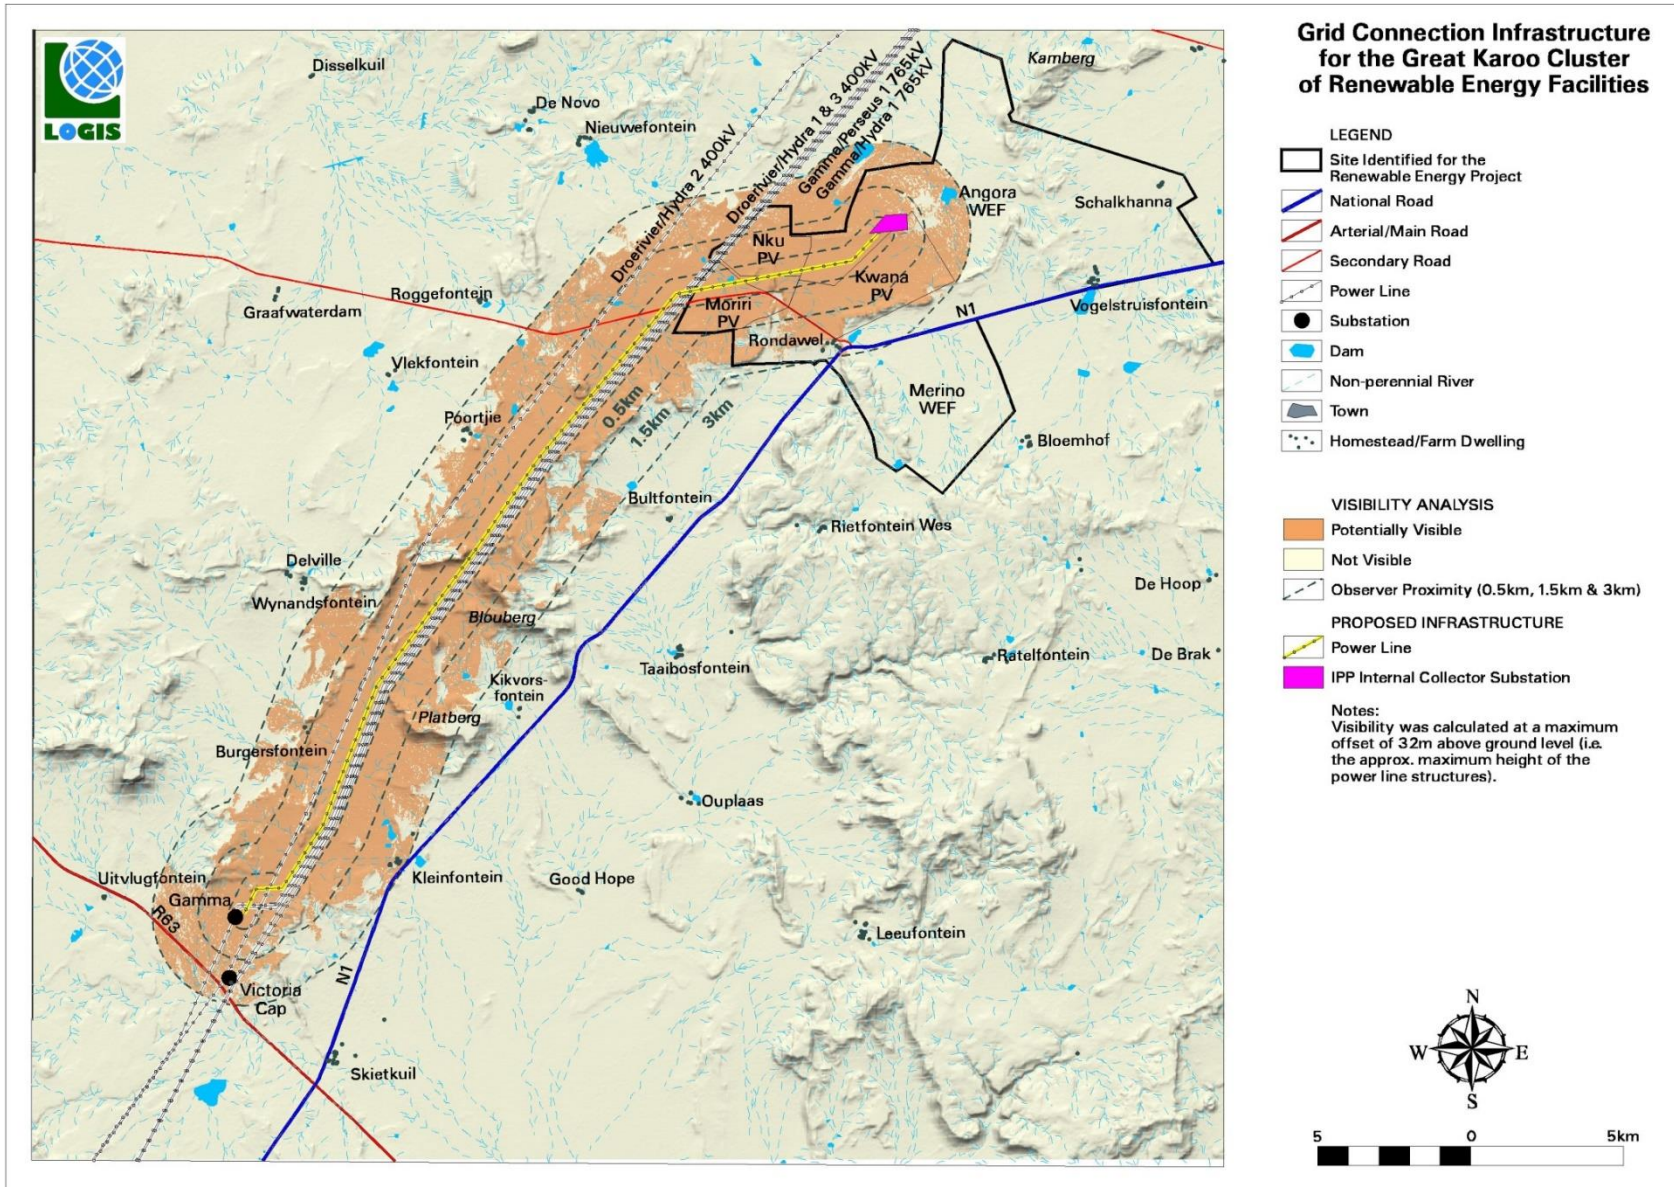 LOGIS
Disselkuil
De Novo
Nieuwefontein
Droerivier/Hydra 2 400kV
Droerivier/Hydra 1 & 3 400kV
Gamma/Perseus 1 765kV
Gamma/Hydra 1 765kV
Kamberg
Angora
WEF
Schalkhanna
Nku
PV
Kwana
PV
Moriri
PV
Roggefontein
Graafwaterdam
Vogelstruisfontein
N1
Rondawel
Vlekfontein
Merino
WEF
0.5km
1.5km
3km
Poortjie
Bloemhof
Bultfontein
Rietfontein Wes
Delville
Wynandsfontein
De Hoop
Blouberg
Taaibosfontein
Ratelfontein
De Brak
Kikvors-
fontein
Platberg
Burgersfontein
Ouplaas
Uitvlugfontein
Kleinfontein
Good Hope
Gamma
R63
Leeufontein
N1
Victoria
Cap
Skietkuil
Grid Connection Infrastructure
for the Great Karoo Cluster
of Renewable Energy Facilities
LEGEND
Site Identified for the
Renewable Energy Project
National Road
Arterial/Main Road
Secondary Road
Power Line
Substation
Dam
Non-perennial River
Town
Homestead/Farm Dwelling
VISIBILITY ANALYSIS
Potentially Visible
Not Visible
Observer Proximity (0.5km, 1.5km & 3km)
PROPOSED INFRASTRUCTURE
Power Line
IPP Internal Collector Substation
Notes:
Visibility was calculated at a maximum
offset of 32m above ground level (i.e.
the approx. maximum height of the
power line structures).
N
W
E
S
5 0 5km